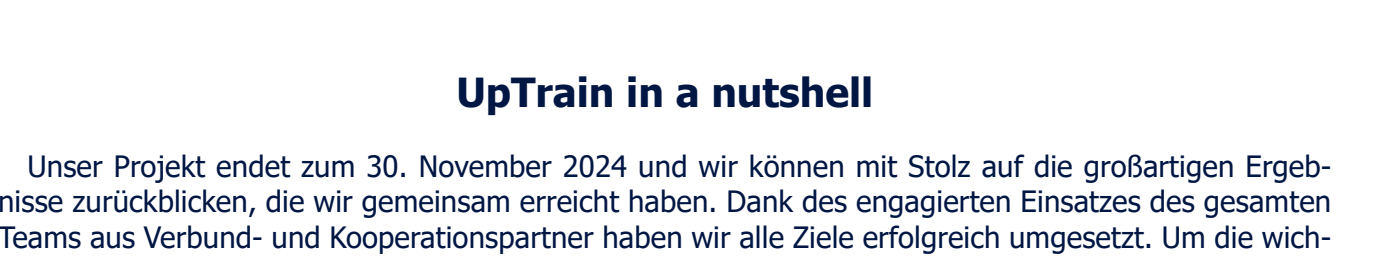 UpTrain in a nutshell
Unser Projekt endet zum 30. November 2024 und wir können mit Stolz auf die großartigen Ergeb-
nisse zurückblicken, die wir gemeinsam erreicht haben. Dank des engagierten Einsatzes des gesamten
Teams aus Verbund- und Kooperationspartner haben wir alle Ziele erfolgreich umgesetzt. Um die wich-